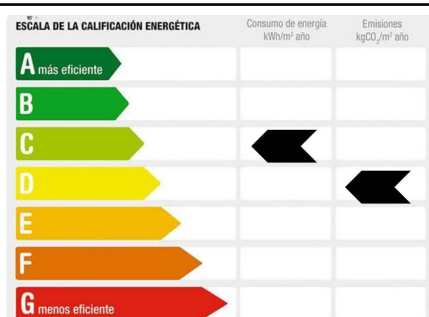 ESCALA DE LA CALIFICACIÓN ENERGÉTICA
Consumo de energía
kWh/m² año
Emisiones
kgCO₂/m² año
A más eficiente
B
C
D
E
F
G menos eficiente